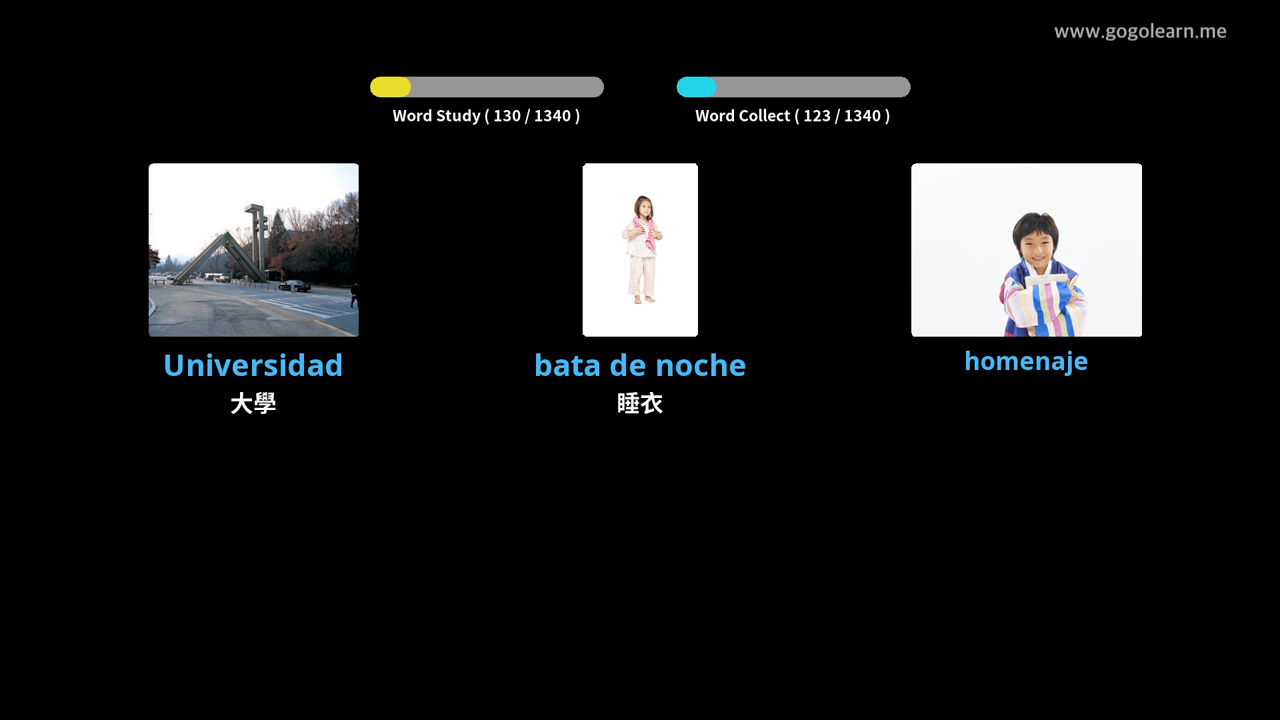 www.gogolearn.me
Word Study ( 130 / 1340 )
Word Collect ( 123 / 1340 )
Universidad
bata de noche
homenaje
大學
睡衣